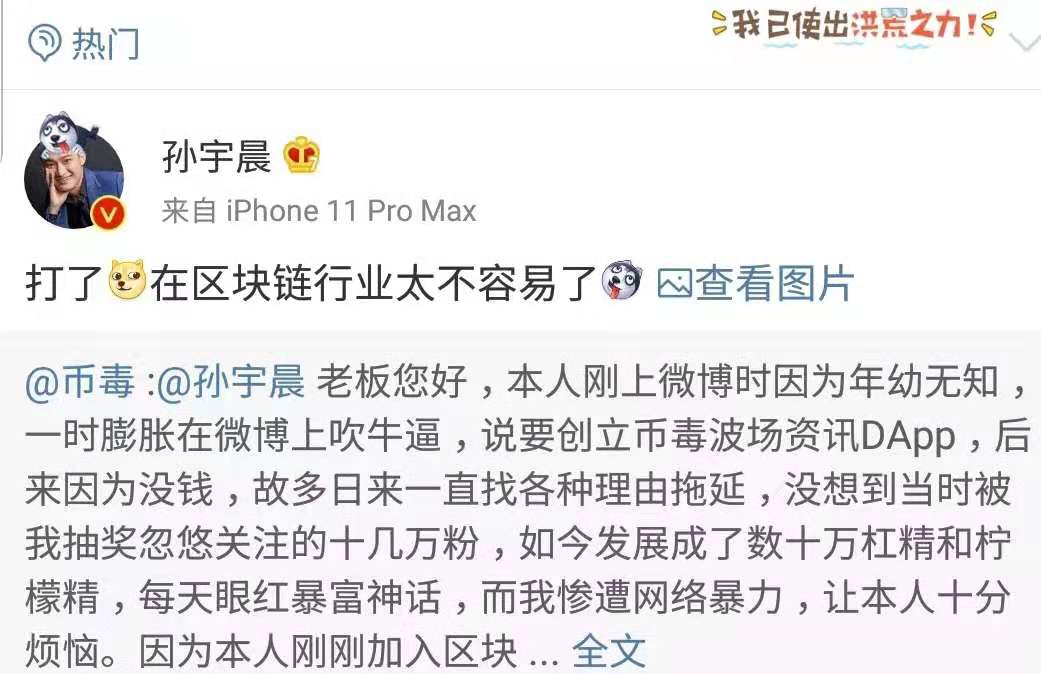 热门
我已使出洪荒之力!
孙宇晨
来自 iPhone 11 Pro Max
打了在区块链行业太不容易了 查看图片
@币毒 :@孙宇晨 老板您好，本人刚上微博时因为年幼无知，
一时膨胀在微博上吹牛逼，说要创立币毒波场资讯DApp，后
来因为没钱，故多日来一直找各种理由拖延，没想到当时被
我抽奖忽悠关注的十几万粉，如今发展成了数十万杠精和柠
檬精，每天眼红暴富神话，而我惨遭网络暴力，让本人十分
烦恼。因为本人刚刚加入区块 ... 全文